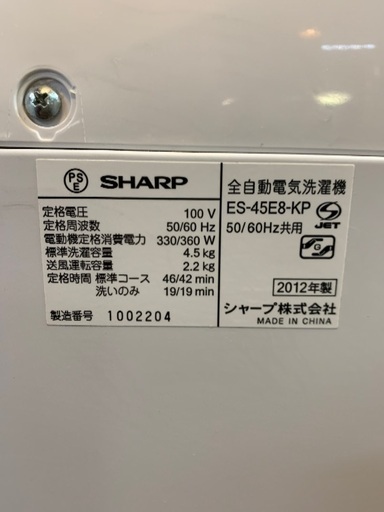 PSE SHARP
定格電圧 100 V
定格周波数 50/60 Hz
電動機定格消費電力 330/360 W
標準洗濯容量 4.5 kg
送風運転容量 2.2 kg
定格時間 標準コース 46/42 min
洗いのみ 19/19 min
製造番号 1002204
全自動電気洗濯機
ES-45E8-KP
50/60Hz共用
JET
G
2012年製
シャープ株式会社
MADE IN CHINA